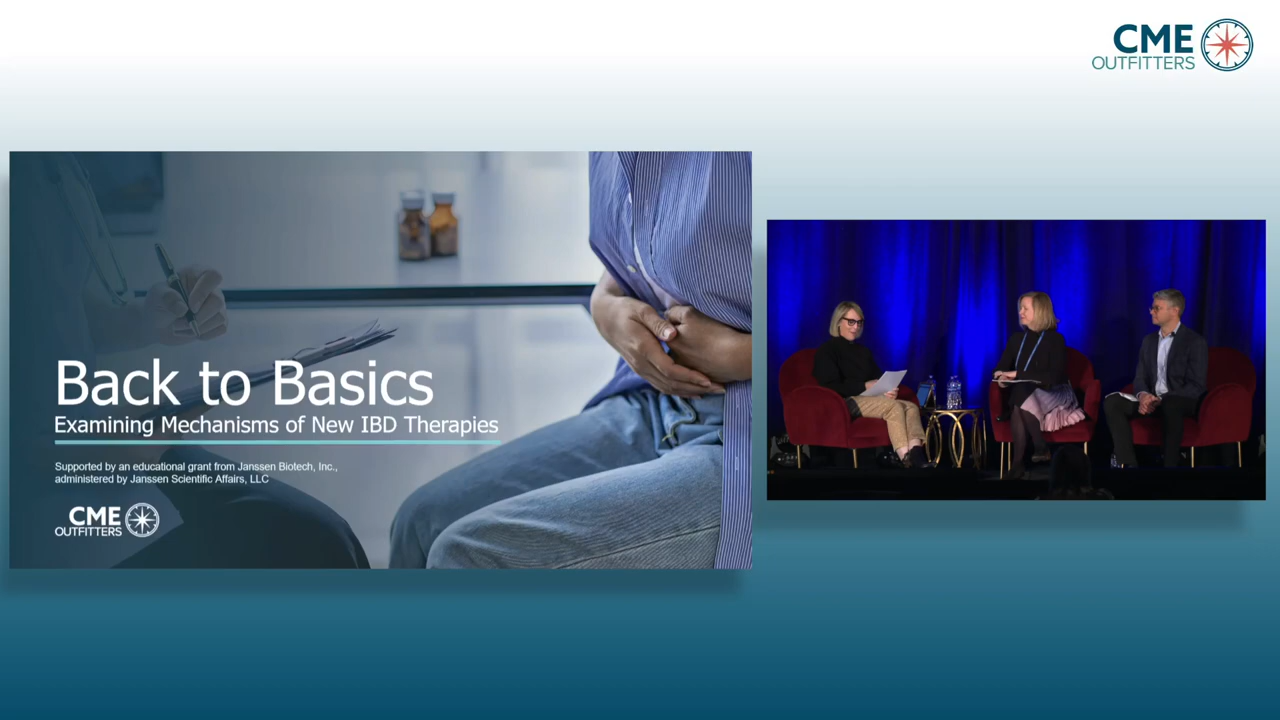 CME
OUTFITTERS
Back to Basics
Examining Mechanisms of New IBD Therapies
Supported by an educational grant from Janssen Biotech, Inc.,
administered by Janssen Scientific Affairs, LLC
CME
OUTFITTERS